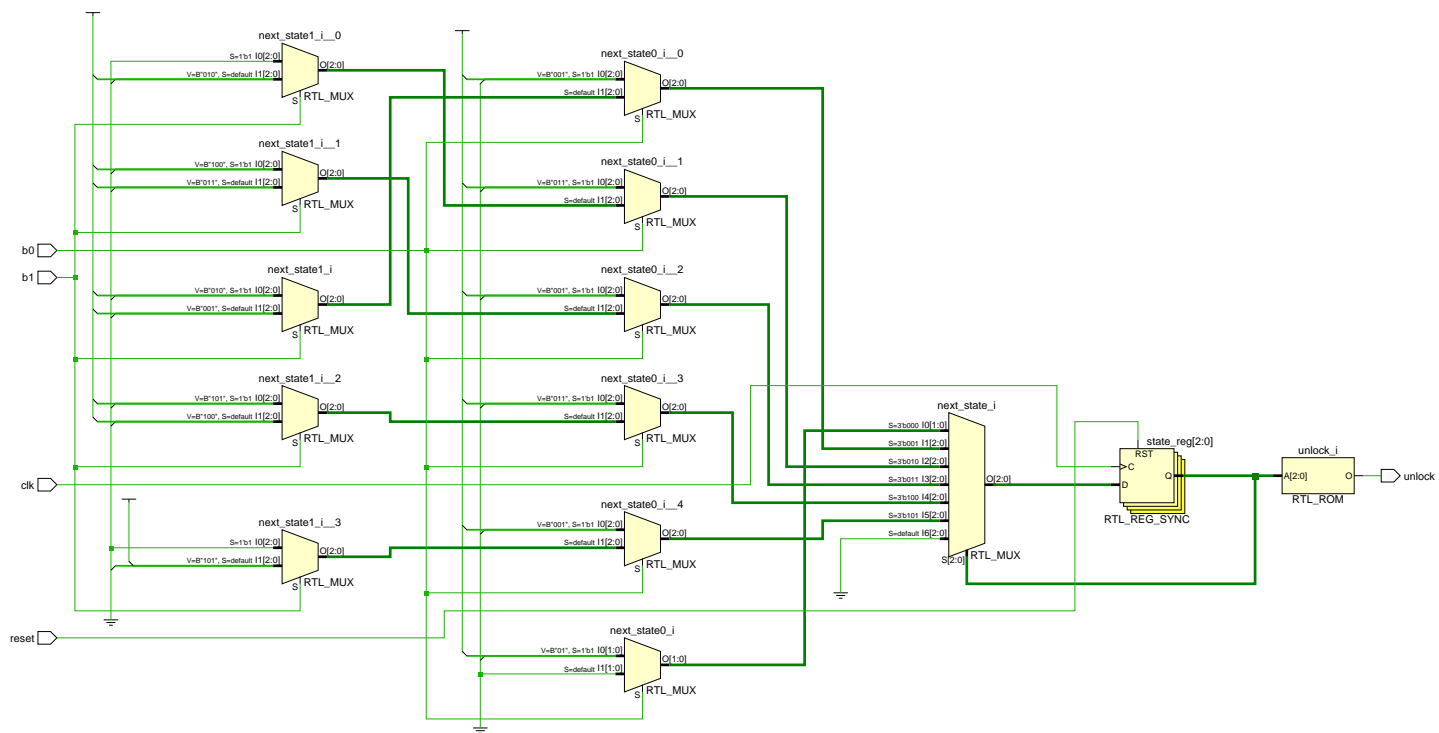 next_state1_i__0
S=1'b1 I0[2:0]
V=B"010", S=default I1[2:0]
O[2:0]
S
RTL_MUX
next_state0_i__0
V=B"001", S=1'b1 I0[2:0]
S=default I1[2:0]
O[2:0]
S
RTL_MUX
next_state1_i__1
V=B"100", S=1'b1 I0[2:0]
V=B"011", S=default I1[2:0]
O[2:0]
S
RTL_MUX
next_state0_i__1
V=B"011", S=1'b1 I0[2:0]
S=default I1[2:0]
O[2:0]
S
RTL_MUX
b0
b1
next_state1_i
V=B"010", S=1'b1 I0[2:0]
V=B"001", S=default I1[2:0]
O[2:0]
S
RTL_MUX
next_state0_i__2
V=B"001", S=1'b1 I0[2:0]
S=default I1[2:0]
O[2:0]
S
RTL_MUX
next_state1_i__2
V=B"101", S=1'b1 I0[2:0]
V=B"100", S=default I1[2:0]
O[2:0]
S
RTL_MUX
next_state0_i__3
V=B"011", S=1'b1 I0[2:0]
S=default I1[2:0]
O[2:0]
S
RTL_MUX
next_state_i
S=3'b000 I0[1:0]
S=3'b001 I1[2:0]
S=3'b010 I2[2:0]
S=3'b011 I3[2:0]
S=3'b100 I4[2:0]
S=3'b101 I5[2:0]
S=default I6[2:0]
O[2:0]
S[2:0]
RTL_MUX
state_reg[2:0]
RST
C
D
Q
RTL_REG_SYNC
unlock_i
A[2:0]
O
RTL_ROM
unlock
clk
next_state1_i__3
S=1'b1 I0[2:0]
V=B"101", S=default I1[2:0]
O[2:0]
S
RTL_MUX
next_state0_i__4
V=B"001", S=1'b1 I0[2:0]
S=default I1[2:0]
O[2:0]
S
RTL_MUX
reset
next_state0_i
V=B"01", S=1'b1 I0[1:0]
S=default I1[1:0]
O[1:0]
S
RTL_MUX